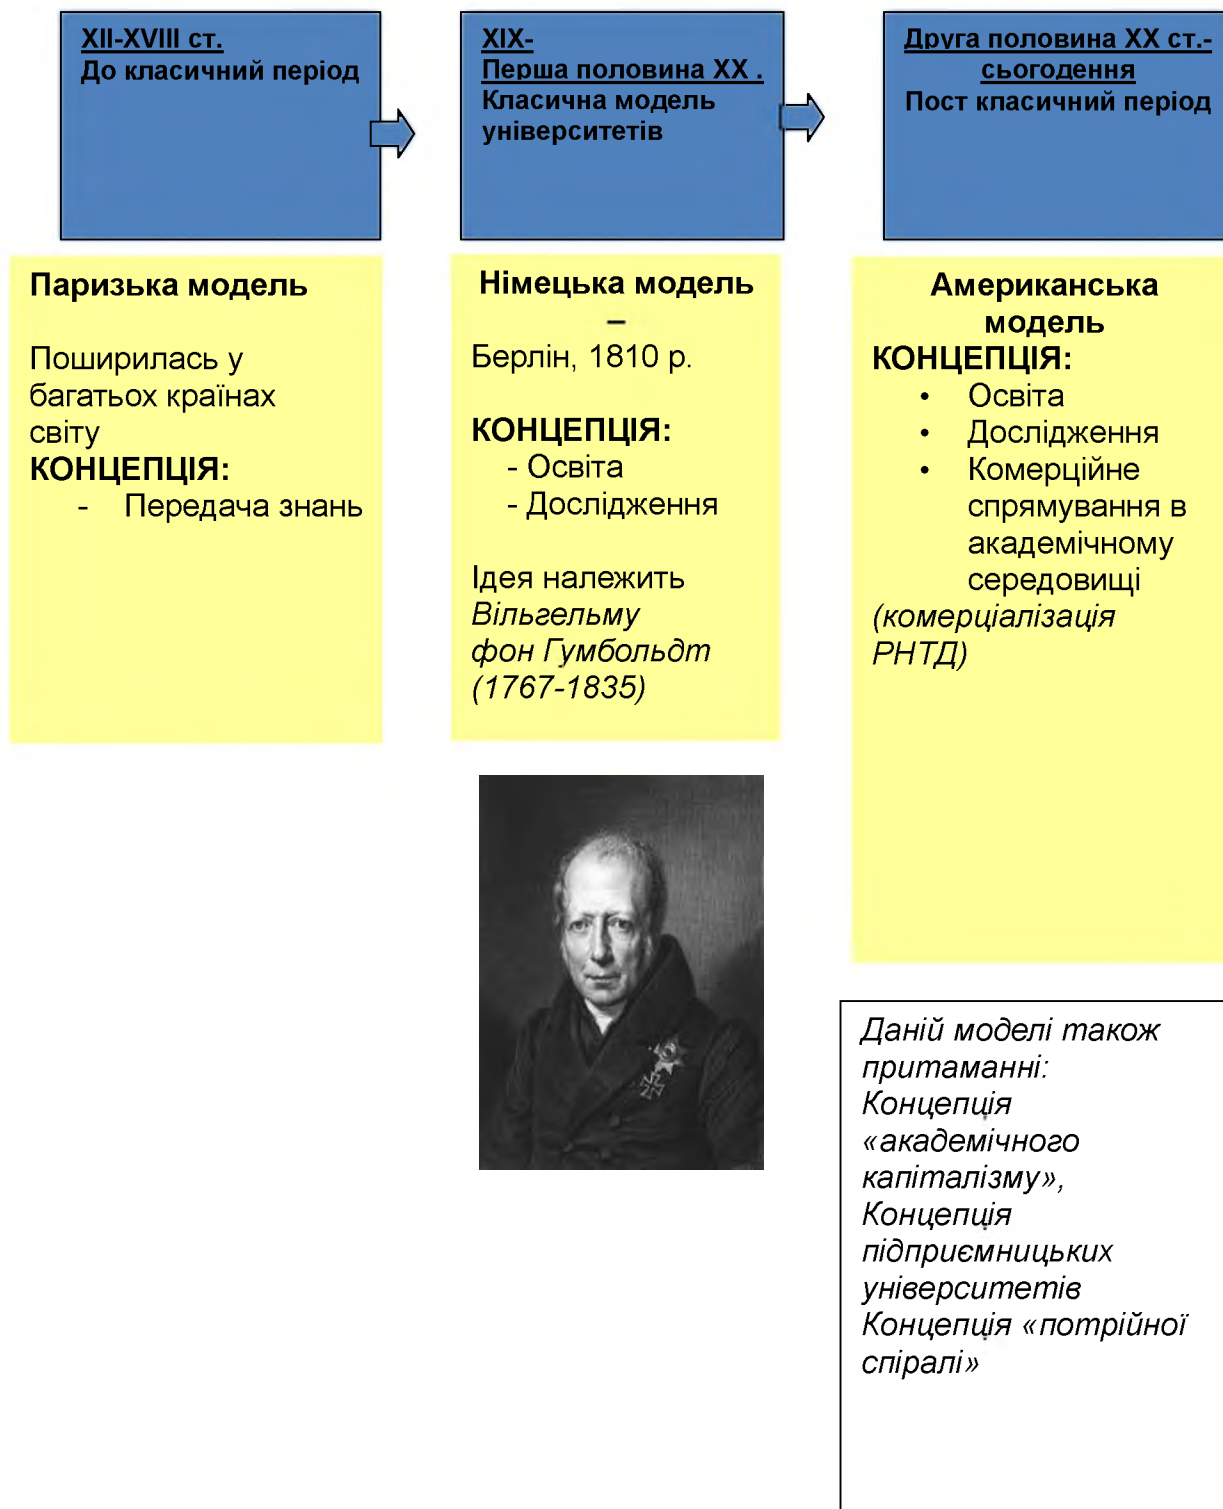 XII-XVIII ст.
До класичний період
XIX-
Перша половина XX .
Класична модель
університетів
Друга половина XX ст.-
сьогодення
Пост класичний період
Паризька модель
Поширилась у
багатьох країнах
світу
КОНЦЕПЦІЯ:
- Передача знань
Німецька модель
–
Берлін, 1810 р.
КОНЦЕПЦІЯ:
- Освіта
- Дослідження
Ідея належить
Вільгельму
фон Гумбольдт
(1767-1835)
Американська
модель
КОНЦЕПЦІЯ:
• Освіта
• Дослідження
• Комерційне
спрямування в
академічному
середовищі
(комерціалізація
РНТД)
Даній моделі також
притаманні:
Концепція
«академічного
капіталізму»,
Концепція
підприємницьких
університетів
Концепція «потрійної
спіралі»